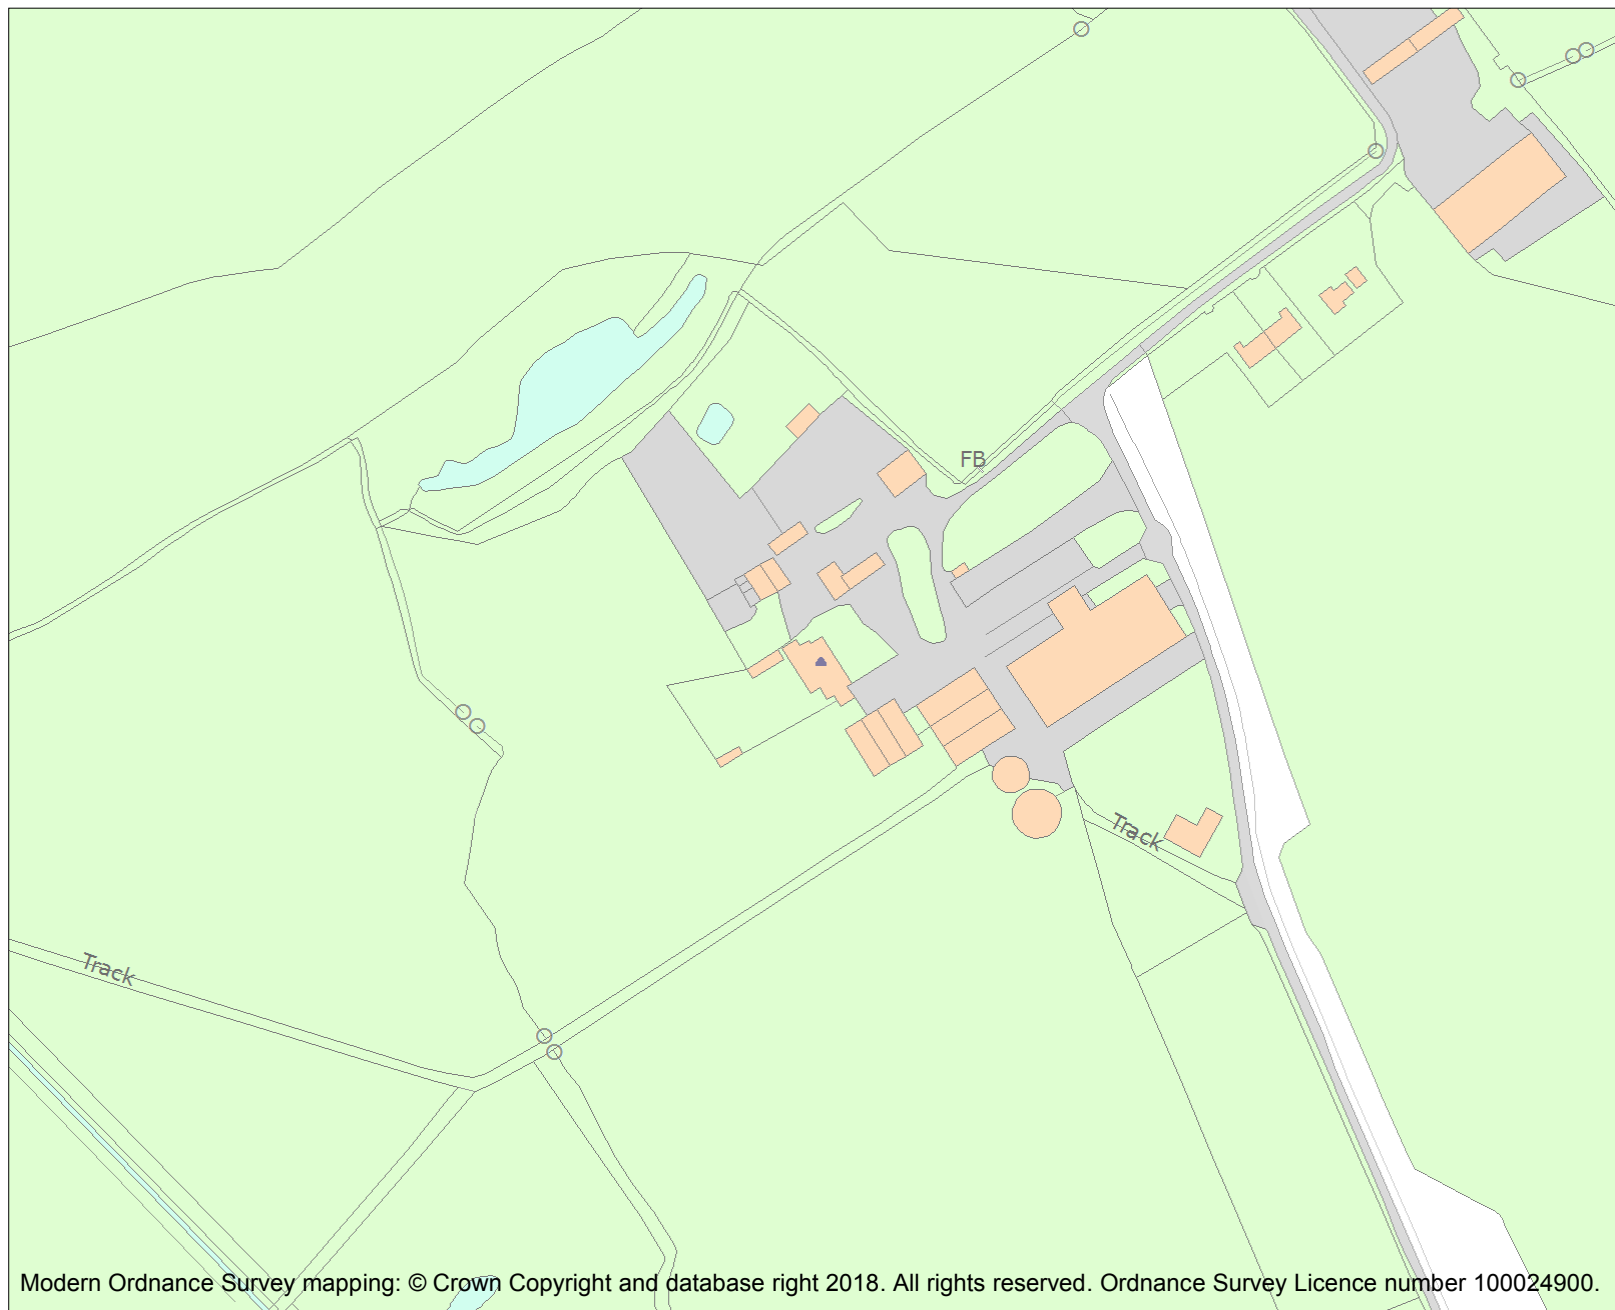 FB
Track
Track
Modern Ordnance Survey mapping: © Crown Copyright and database right 2018. All rights reserved. Ordnance Survey Licence number 100024900.